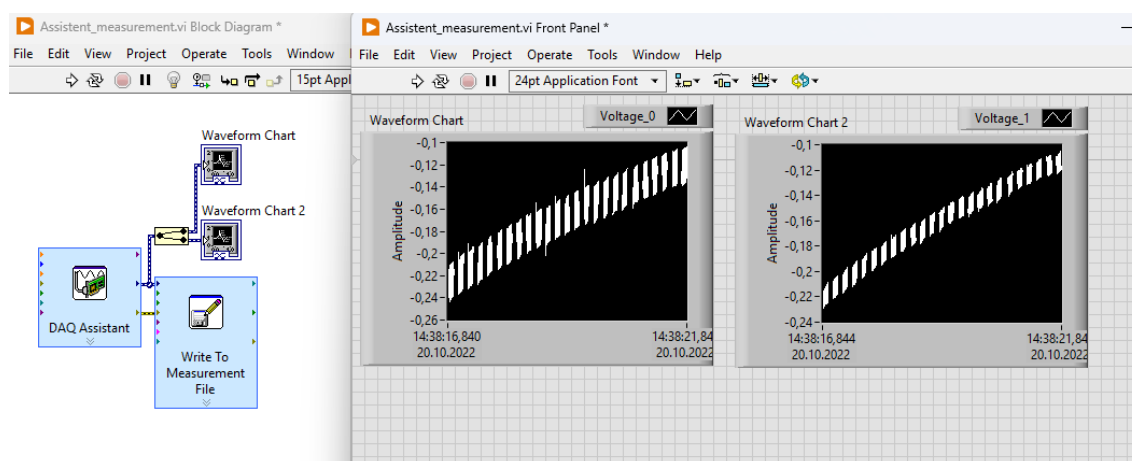 Assistent_measurement.vi Block Diagram *
File Edit View Project Operate Tools Window
15pt Appl
Waveform Chart
Waveform Chart 2
DAQ Assistant
Write To
Measurement
File
Assistent_measurement.vi Front Panel *
File Edit View Project Operate Tools Window Help
24pt Application Font
Waveform Chart
Voltage_0
Amplitude
-0,1
-0,12
-0,14
-0,16
-0,18
-0,2
-0,22
-0,24
-0,26
14:38:16,840
20.10.2022
14:38:21,84
20.10.2022
Waveform Chart 2
Voltage_1
Amplitude
-0,1
-0,12
-0,14
-0,16
-0,18
-0,2
-0,22
-0,24
14:38:16,844
20.10.2022
14:38:21,84
20.10.2022